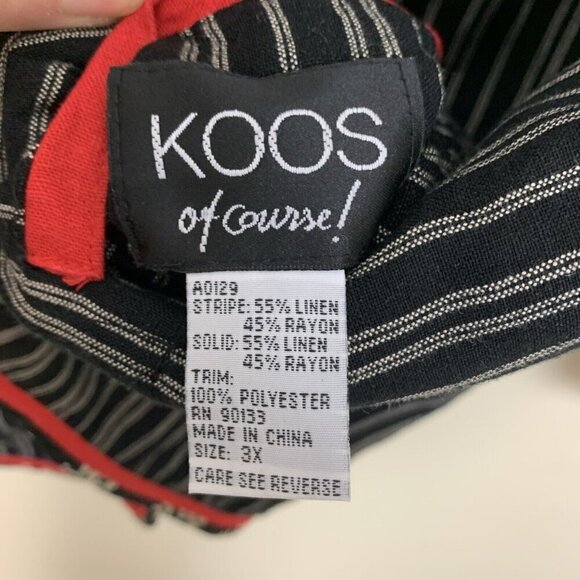 KOOS
of course!
A0129
STRIPE: 55% LINEN
45% RAYON
SOLID: 55% LINEN
45% RAYON
TRIM:
100% POLYESTER
RN 90133
MADE IN CHINA
SIZE: 3X
CARE SEE REVERSE